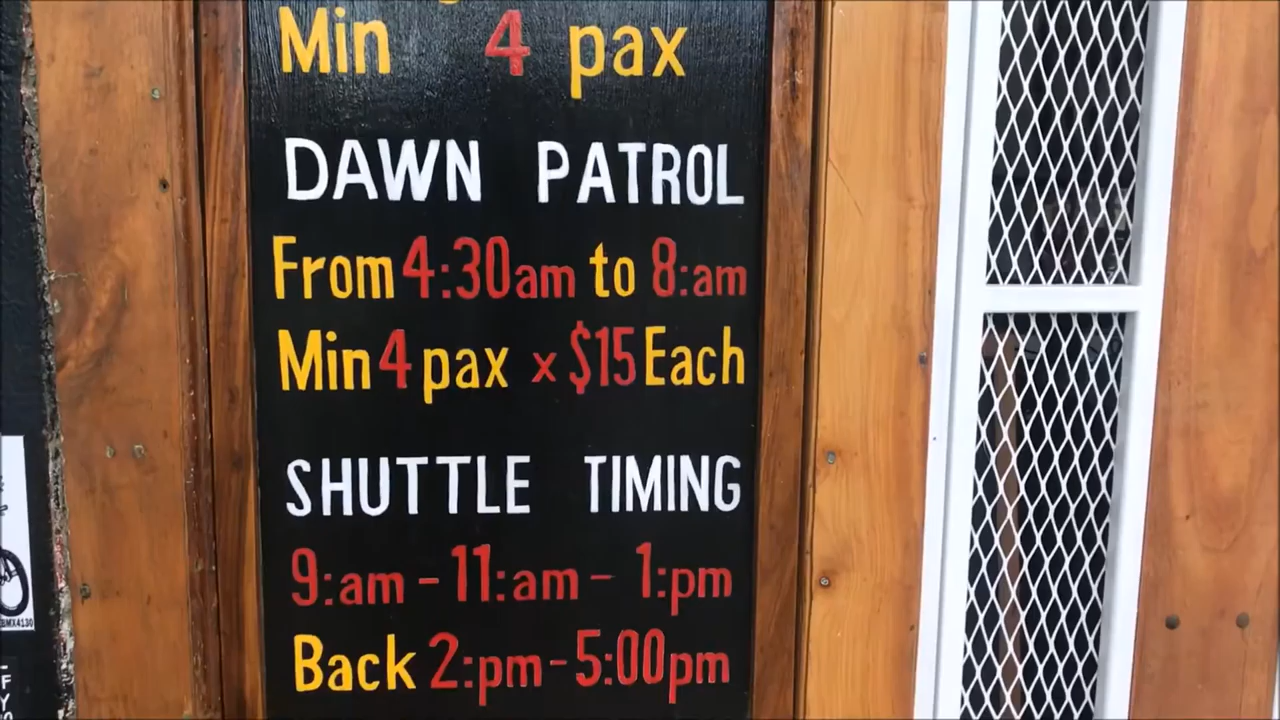 Min 4 pax
DAWN PATROL
From 4:30am to 8:am
Min 4 pax x $15 Each
SHUTTLE TIMING
9:am - 11:am - 1:pm
Back 2:pm - 5:00pm
BMX4130
F
Y